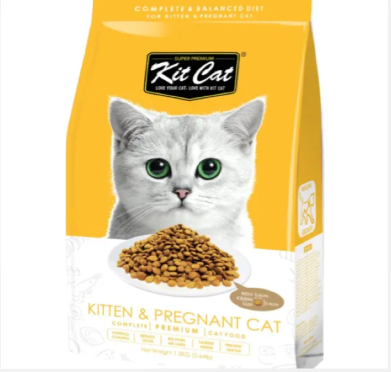 COMPLETE & BALANCED DIET
FOR KITTEN & PREGNANT CAT
SUPER PREMIUM
Kit Cat
®
LOVE YOUR CAT. LOVE WITH KIT CAT
KITTEN & PREGNANT CAT
COMPLETE PREMIUM CAT FOOD